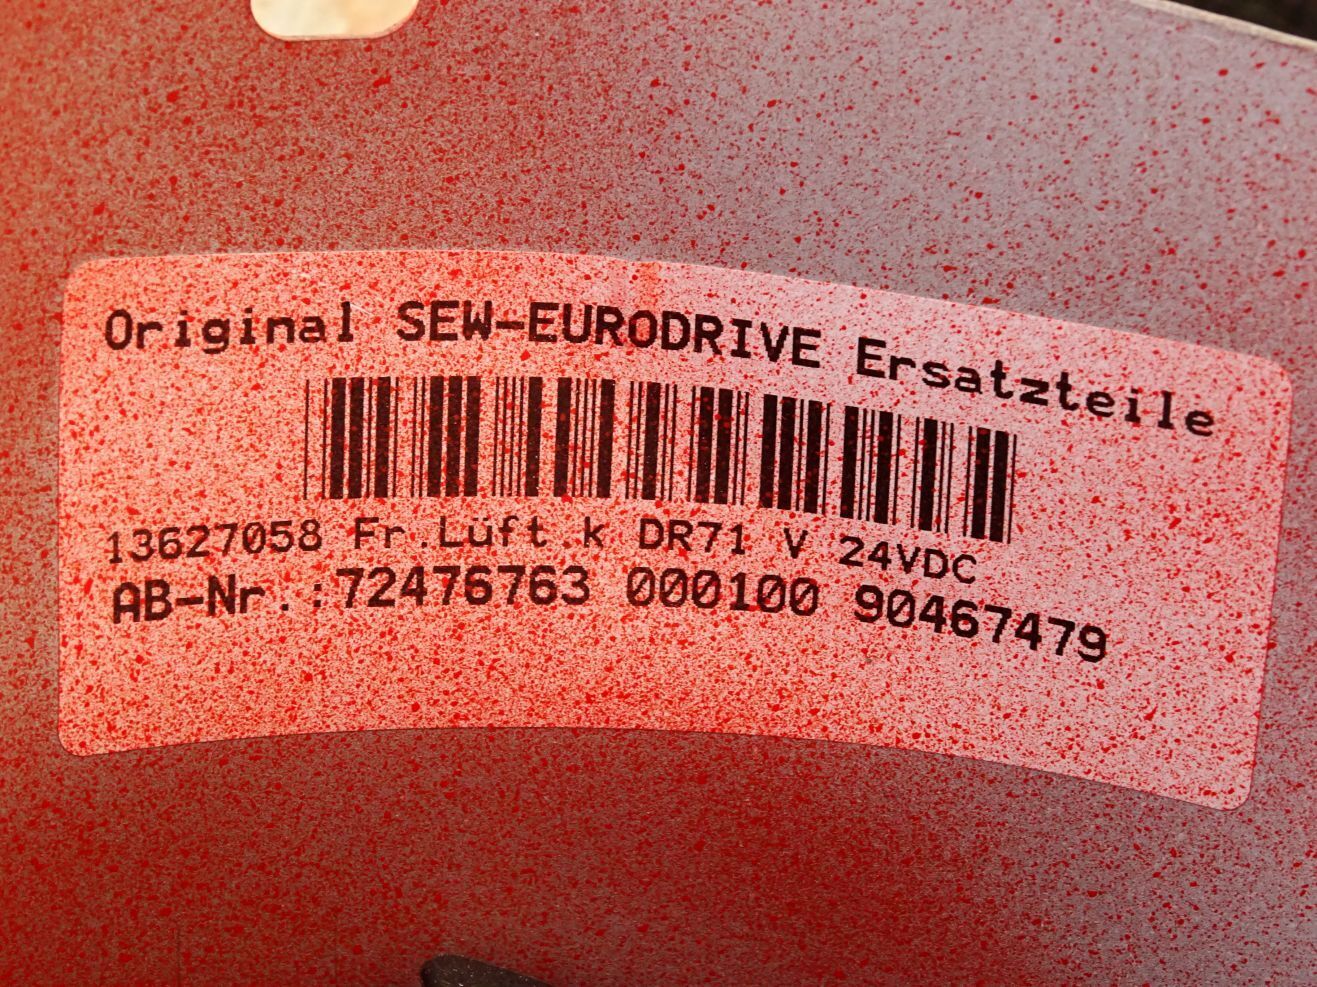 Original SEW-EURODRIVE Ersatzteile
13627058 Fr.Lüft.k DR71 V 24VDC
AB-Nr.:72476763 000100 90467479